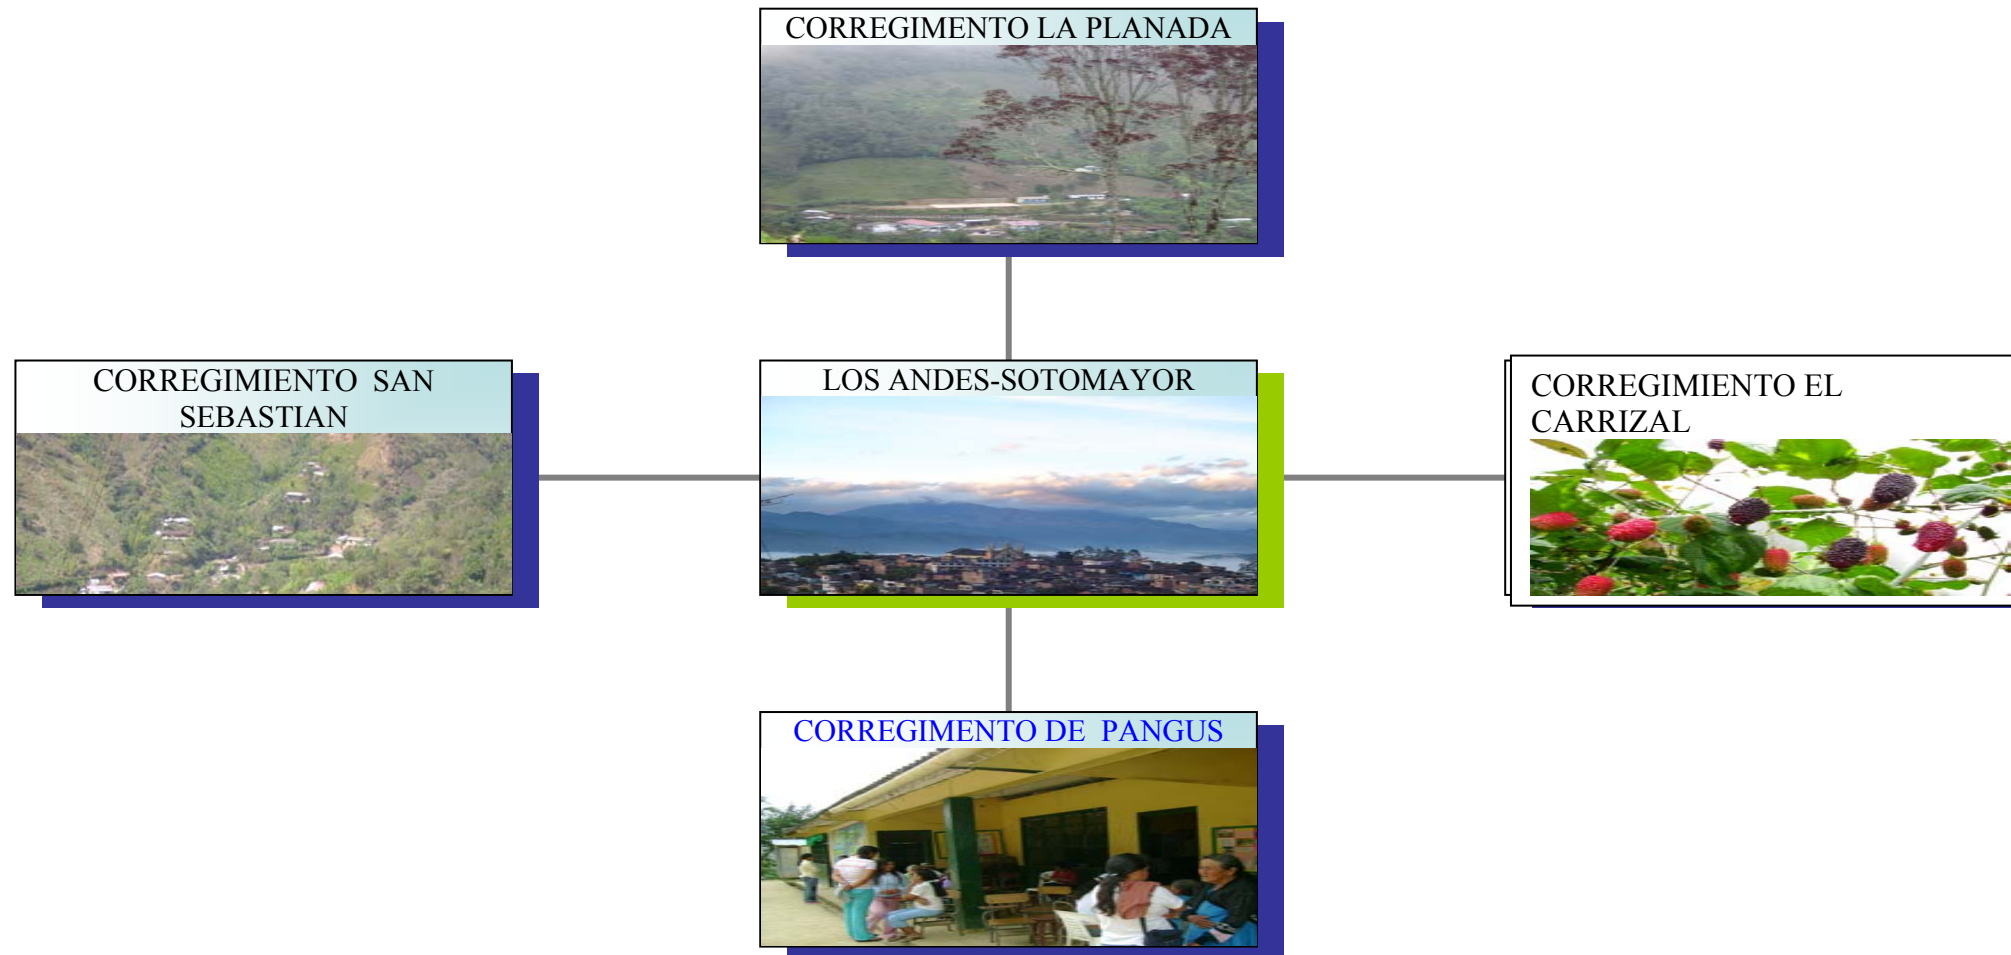 CORREGIMENTO LA PLANADA
CORREGIMIENTO SAN
SEBASTIAN
LOS ANDES-SOTOMAYOR
CORREGIMIENTO EL
CARRIZAL
CORREGIMENTO DE PANGUS